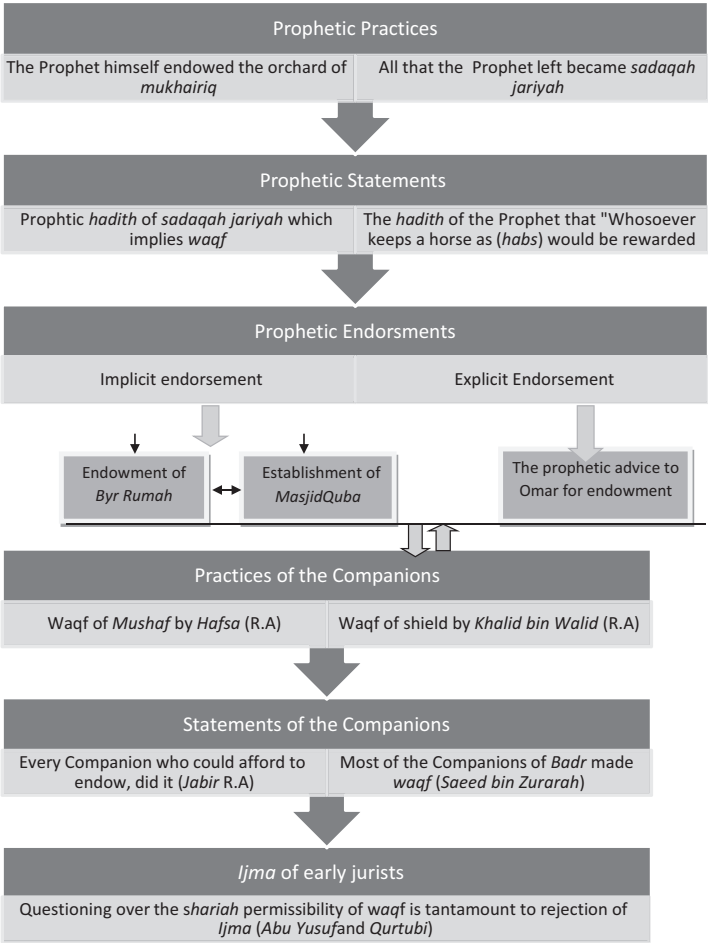 Prophetic Practices
The Prophet himself endowed the orchard of
mukhairiq
All that the Prophet left became sadaqah
jariyah
Prophetic Statements
Prophtic hadith of sadaqah jariyah which
implies waqf
The hadith of the Prophet that "Whosoever
keeps a horse as (habs) would be rewarded
Prophetic Endorsments
Implicit endorsement
Explicit Endorsement
Endowment of
Byr Rumah
Establishment of
MasjidQuba
The prophetic advice to
Omar for endowment
Practices of the Companions
Waqf of Mushaf by Hafsa (R.A)
Waqf of shield by Khalid bin Walid (R.A)
Statements of the Companions
Every Companion who could afford to
endow, did it (Jabir R.A)
Most of the Companions of Badr made
waqf (Saeed bin Zurarah)
Ijma of early jurists
Questioning over the shariah permissibility of waqf is tantamount to rejection of
Ijma (Abu Yusufand Qurtubi)